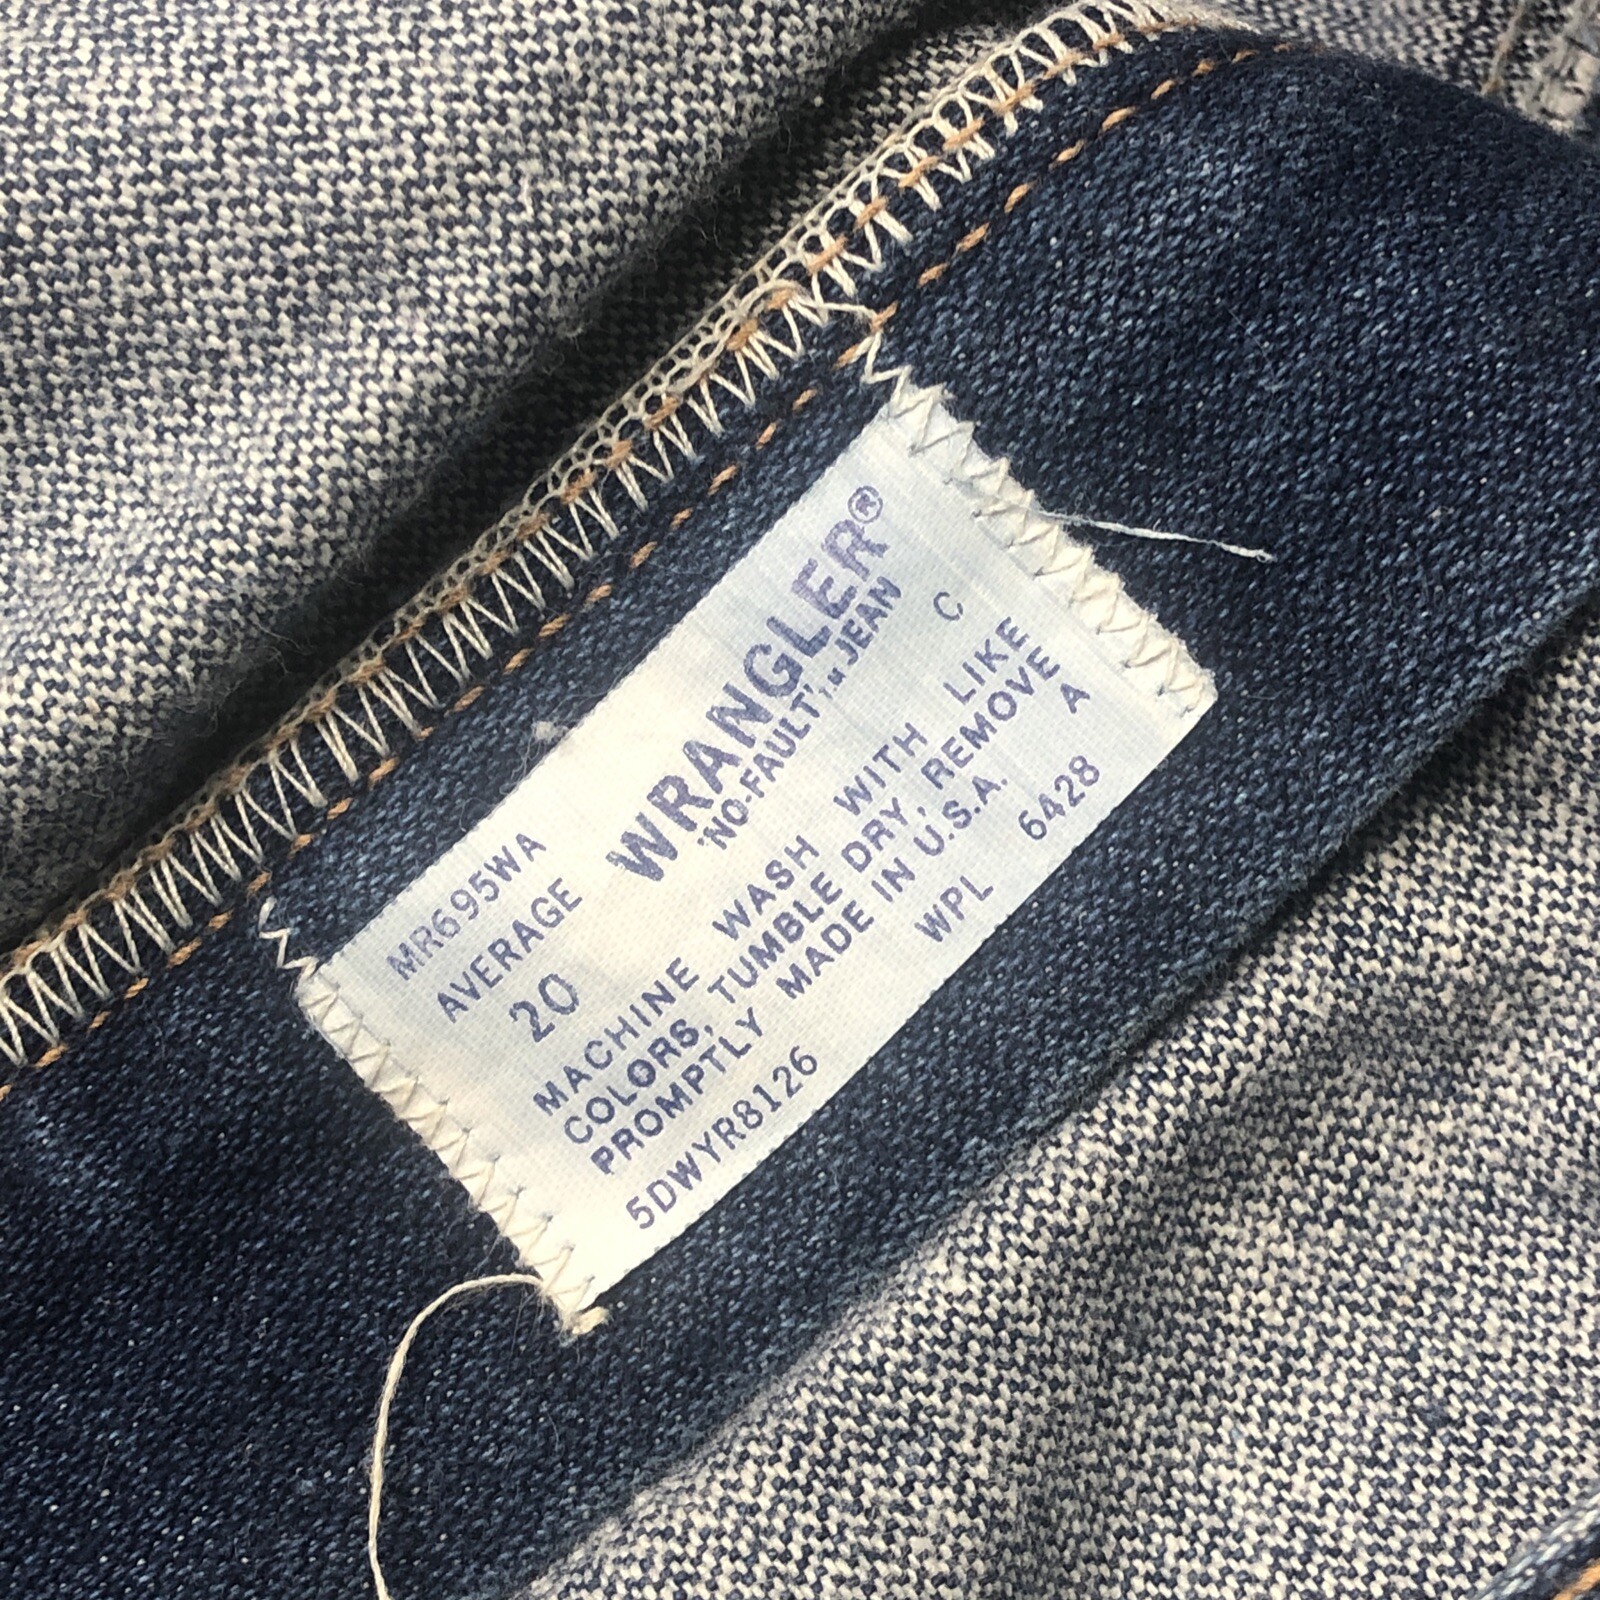 MR695WA
AVERAGE
20
WRANGLER®
'NO-FAULT'™ JEAN
C
MACHINE WASH WITH LIKE
COLORS, TUMBLE DRY, REMOVE
PROMPTLY MADE IN U.S.A. A
5DWYR8126 WPL 6428